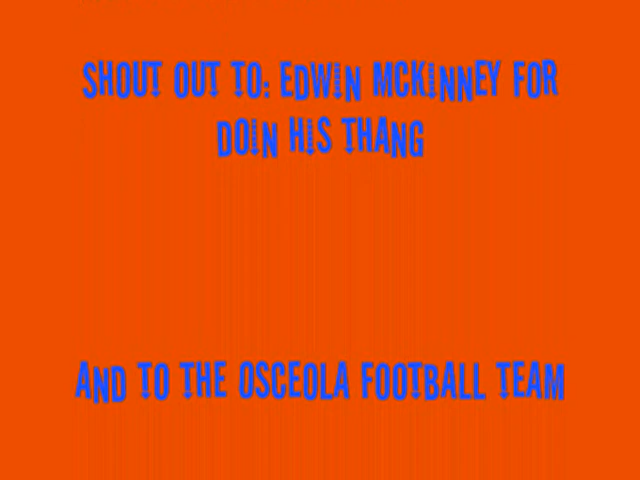 SHOUT OUT TO: EDWIN MCKINNEY FOR
DOIN HIS THANG
AND TO THE OSCEOLA FOOTBALL TEAM